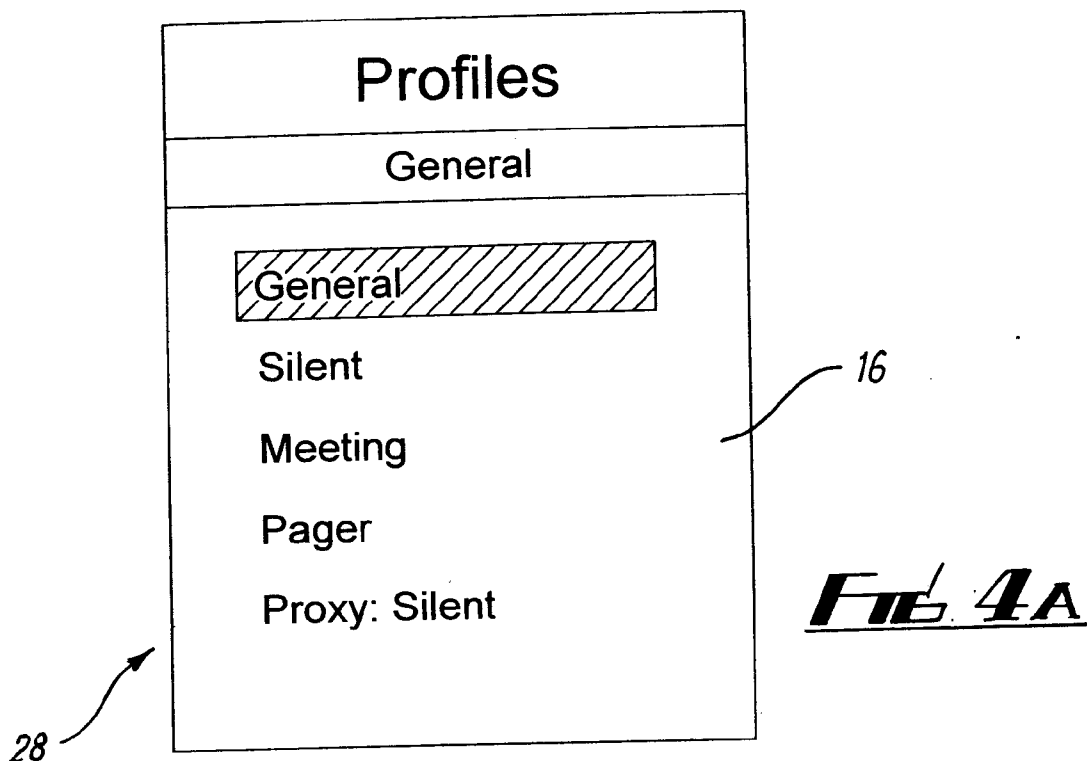 Profiles
General
General
Silent
16
Meeting
Pager
Proxy: Silent
FIG. 4A
28